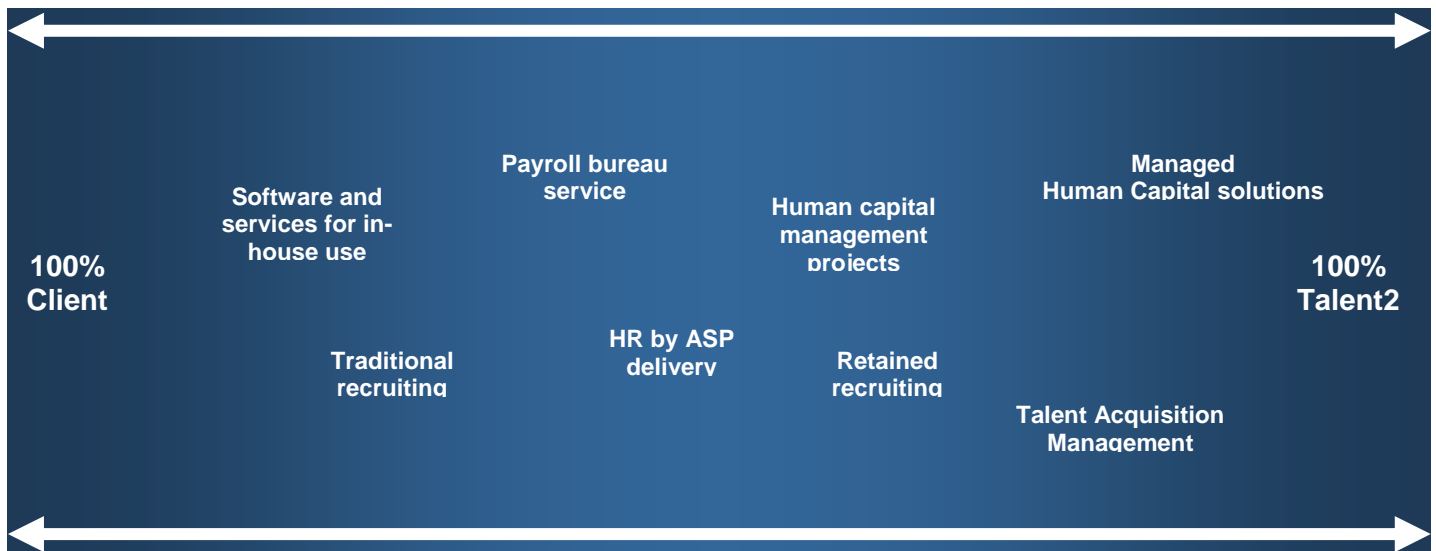 Payroll bureau
service
Managed
Human Capital solutions
Software and
services for in-
house use
Human capital
management
projects
100%
Client
100%
Talent2
HR by ASP
delivery
Traditional
recruiting
Retained
recruiting
Talent Acquisition
Management